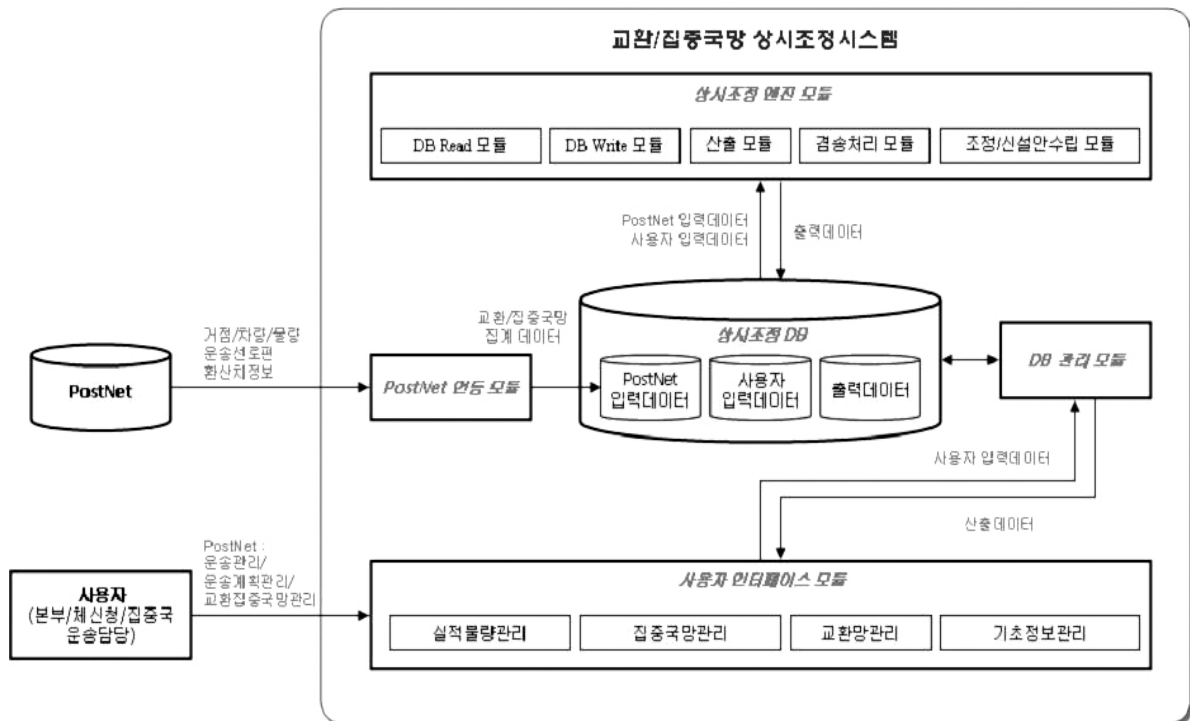 교환/집중국망 상시조정시스템
상시조정 엔진 모듈
DB Read 모듈
DB Write 모듈
산출 모듈
겸송처리 모듈
조정/신설안수립 모듈
PostNet 입력데이터
사용자 입력데이터
출력데이터
거점/차량/물량
운송선로편
환산치정보
교환/집중국망
집계 데이터
PostNet
PostNet 연동 모듈
상시조정 DB
PostNet
입력데이터
사용자
입력데이터
출력데이터
DB 관리 모듈
사용자 입력데이터
산출데이터
PostNet :
운송관리/
운송계획관리/
교환집중국망관리
사용자
(본부/체신청/집중국
운송담당)
사용자 인터페이스 모듈
실적물량관리
집중국망관리
교환망관리
기초정보관리